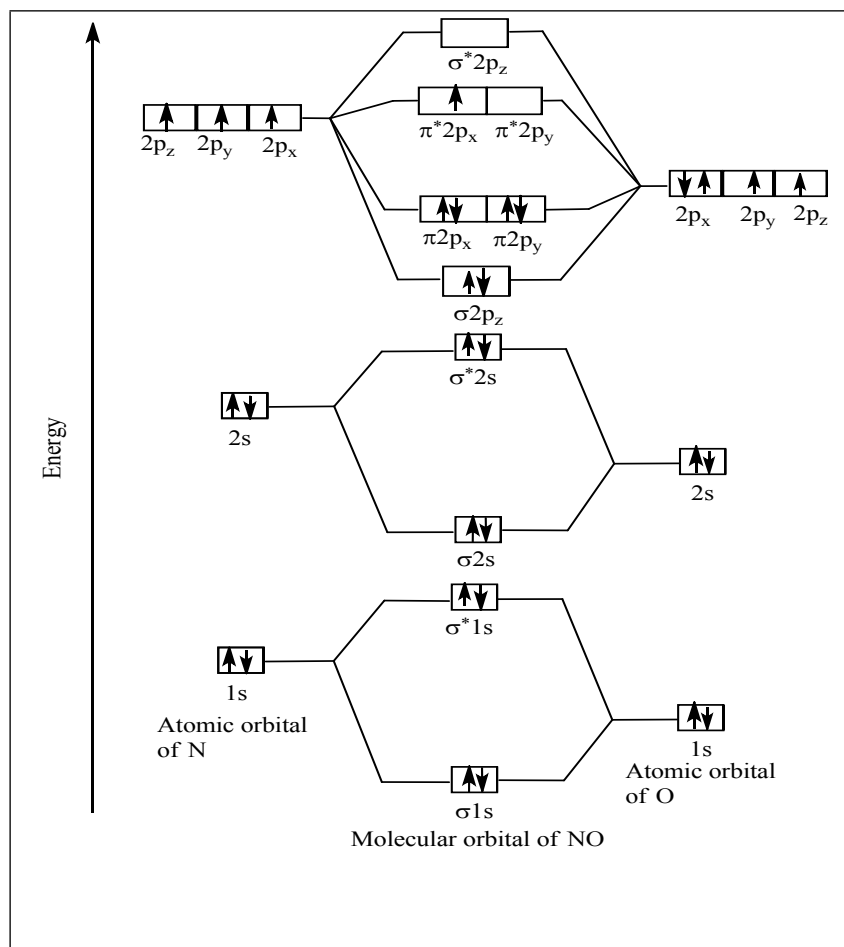 σ*2pz
π*2px π*2py
2pz 2py 2px
π2px π2py
2px 2py 2pz
σ2pz
σ*2s
2s
2s
σ2s
σ*1s
1s
1s
Atomic orbital
of N
Atomic orbital
of O
σ1s
Molecular orbital of NO
Energy